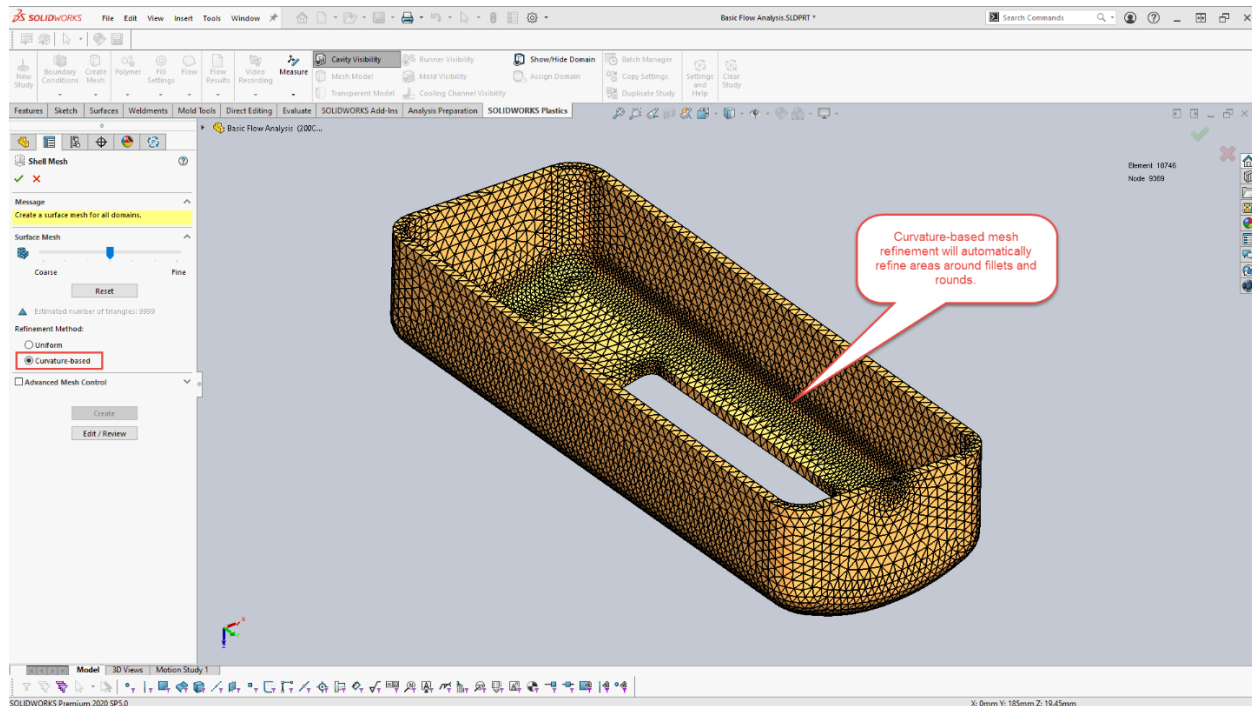 SOLIDWORKS File Edit View Insert Tools Window
Basic Flow Analysis.SLDPRT *
Search Commands
New Study
Boundary Conditions
Create Mesh
Polymer
Fill Settings
Flow
Flow Results
Video Recording
Measure
Cavity Visibility
Mesh Model
Transparent Model
Runner Visibility
Mold Visibility
Cooling Channel Visibility
Show/Hide Domain
Assign Domain
Batch Manager
Copy Settings
Duplicate Study
Settings and Help
Clear Study
Features Sketch Surfaces Weldments Mold Tools Direct Editing Evaluate SOLIDWORKS Add-Ins Analysis Preparation SOLIDWORKS Plastics
Basic Flow Analysis (200C...
Shell Mesh
Message
Create a surface mesh for all domains.
Surface Mesh
Coarse Fine
Reset
Estimated number of triangles: 9999
Refinement Method:
Uniform
Curvature-based
Advanced Mesh Control
Create
Edit / Review
Element 18746
Node 9369
Curvature-based mesh
refinement will automatically
refine areas around fillets and
rounds.
x
Model 3D Views Motion Study 1
SOLIDWORKS Premium 2020 SP5.0
X: 0mm Y: 185mm Z: 19.45mm